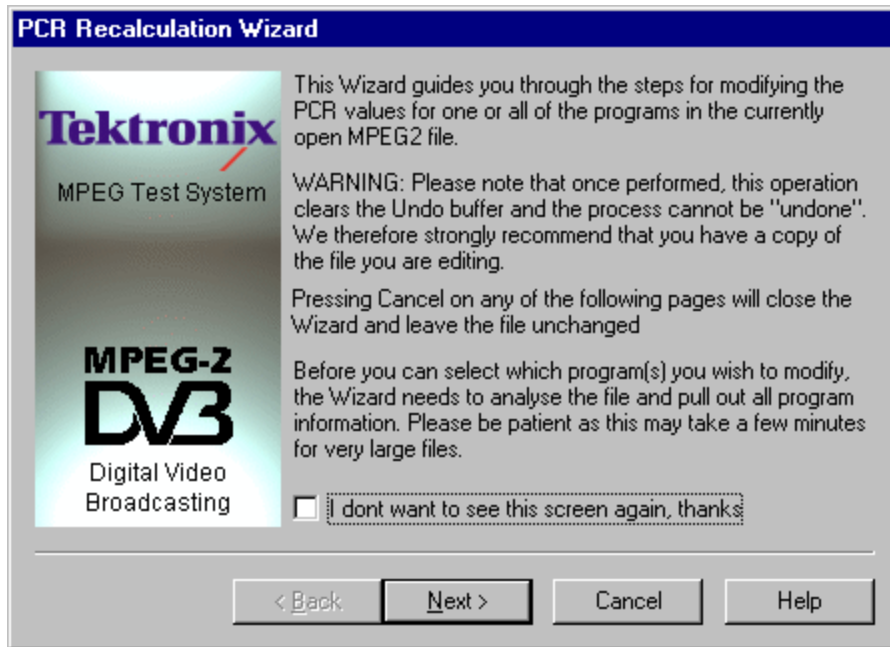 PCR Recalculation Wizard
Tektronix
MPEG Test System
MPEG-2
DVB
Digital Video
Broadcasting
This Wizard guides you through the steps for modifying the
PCR values for one or all of the programs in the currently
open MPEG2 file.
WARNING: Please note that once performed, this operation
clears the Undo buffer and the process cannot be "undone".
We therefore strongly recommend that you have a copy of
the file you are editing.
Pressing Cancel on any of the following pages will close the
Wizard and leave the file unchanged
Before you can select which program(s) you wish to modify,
the Wizard needs to analyse the file and pull out all program
information. Please be patient as this may take a few minutes
for very large files.
I dont want to see this screen again, thanks
< Back Next > Cancel Help